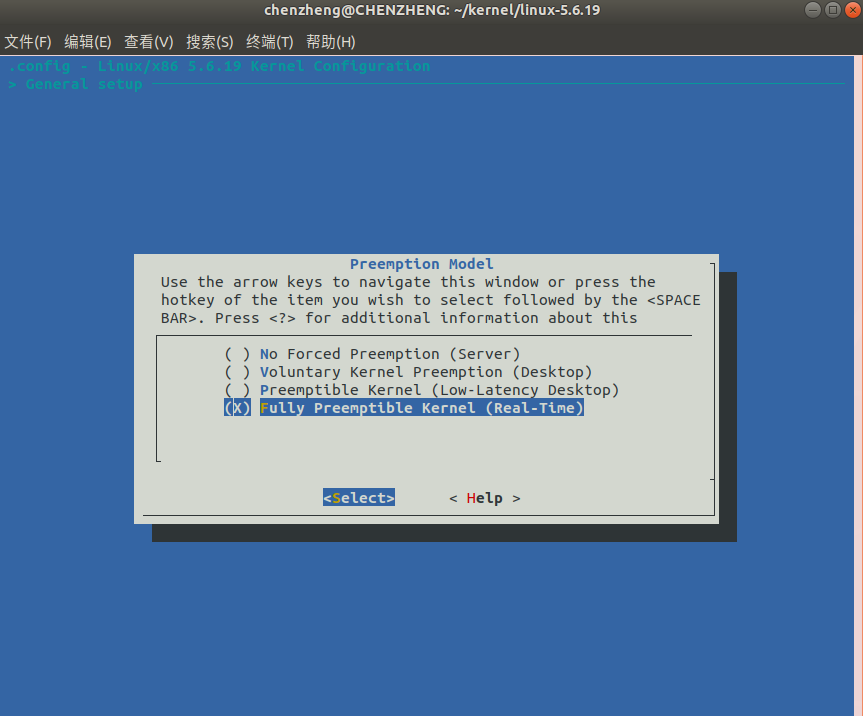 chenzheng@CHENZHENG: ~/kernel/linux-5.6.19
文件(F) 编辑(E) 查看(V) 搜索(S) 终端(T) 帮助(H)
.config - Linux/x86 5.6.19 Kernel Configuration
> General setup
Preemption Model
Use the arrow keys to navigate this window or press the
hotkey of the item you wish to select followed by the <SPACE
BAR>. Press <?> for additional information about this
( ) No Forced Preemption (Server)
( ) Voluntary Kernel Preemption (Desktop)
( ) Preemptible Kernel (Low-Latency Desktop)
(X) Fully Preemptible Kernel (Real-Time)
<Select> < Help >